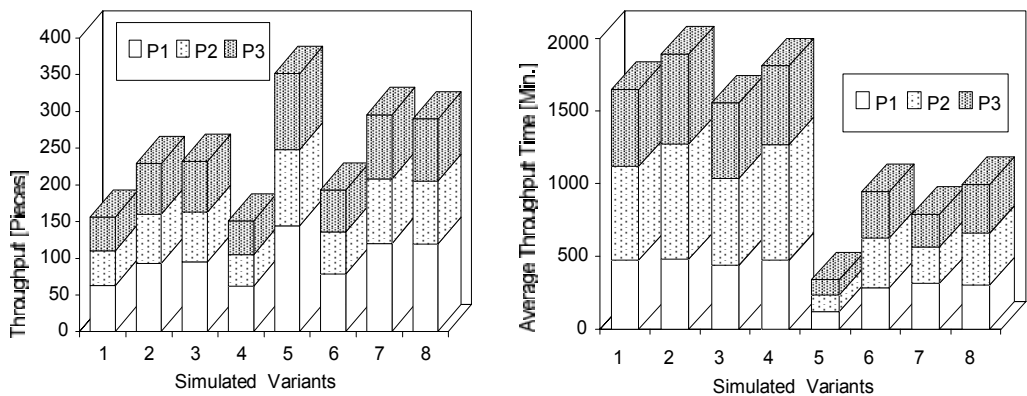 Throughput [Pieces]
400
350
300
250
200
150
100
50
0
P1 P2 P3
1 2 3 4 5 6 7 8
Simulated Variants
Average Throughput Time [Min.]
2000
1500
1000
500
0
P1 P2 P3
1 2 3 4 5 6 7 8
Simulated Variants